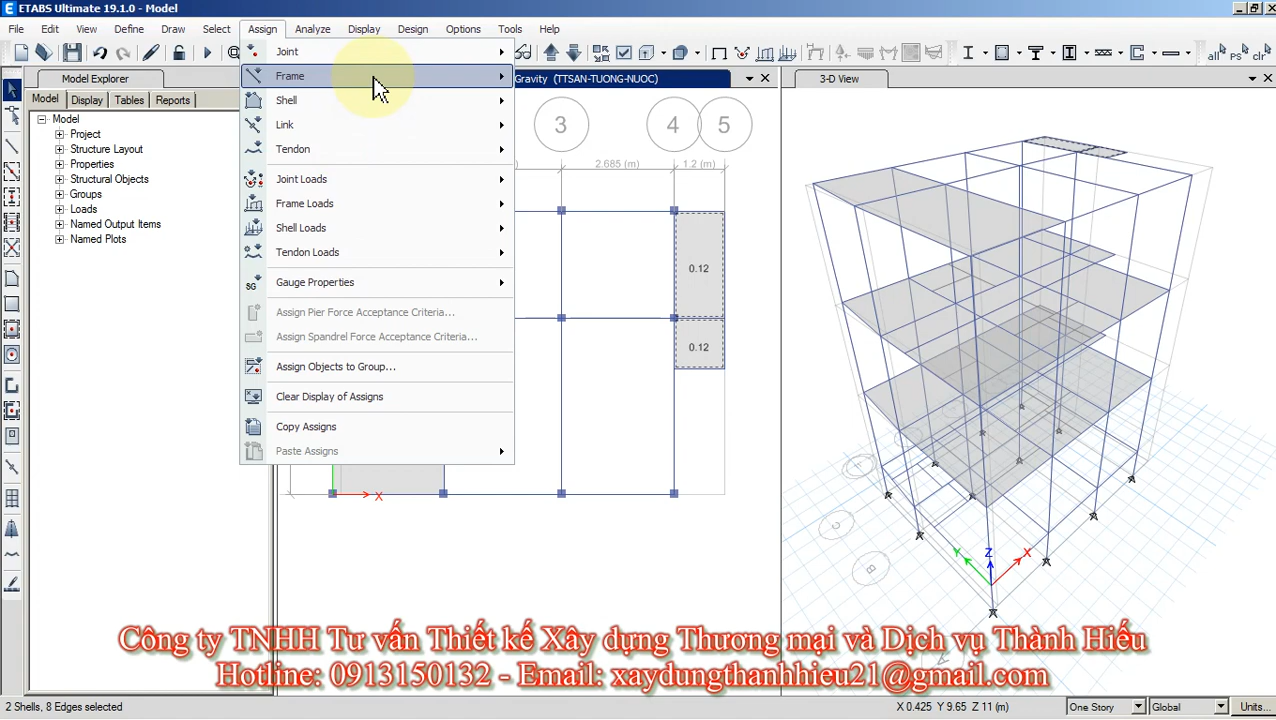 ETABS Ultimate 19.1.0 - Model
File Edit View Define Draw Select Assign Analyze Display Design Options Tools Help
Model Explorer
Model Display Tables Reports
Model
Project
Structure Layout
Properties
Structural Objects
Groups
Loads
Named Output Items
Named Plots
Joint
Frame
Shell
Link
Tendon
Joint Loads
Frame Loads
Shell Loads
Tendon Loads
SG Gauge Properties
Assign Pier Force Acceptance Criteria...
Assign Spandrel Force Acceptance Criteria...
Assign Objects to Group...
Clear Display of Assigns
Copy Assigns
Paste Assigns
Gravity (TTSAN-TUONG-NUOC)
3 4 5
2.685 (m) 1.2 (m)
0.12
0.12
X
3-D View
all PS clr
C
B
A
Y Z X
Công ty TNHH Tư vấn Thiết kế Xây dựng Thương mại và Dịch vụ Thành Hiếu
Hotline: 0913150132 - Email: xaydungthanhhieu21@gmail.com
2 Shells, 8 Edges selected
X 0.425 Y 9.65 Z 11 (m)
One Story
Global
Units...